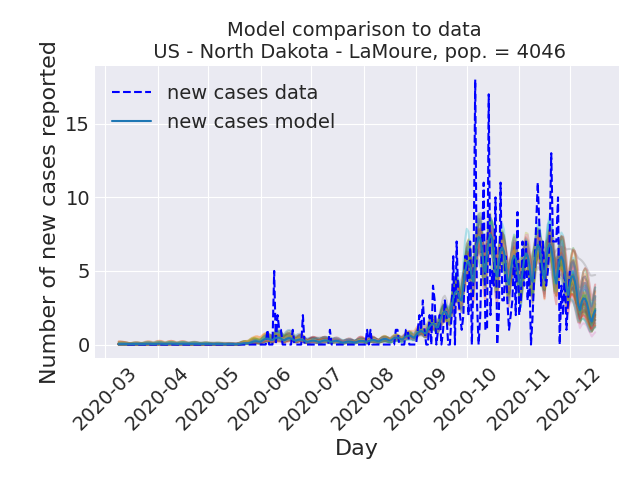 Model comparison to data
US - North Dakota - LaMoure, pop. = 4046
new cases data
new cases model
Number of new cases reported
15
10
5
0
2020-03
2020-04
2020-05
2020-06
2020-07
2020-08
2020-09
2020-10
2020-11
2020-12
Day